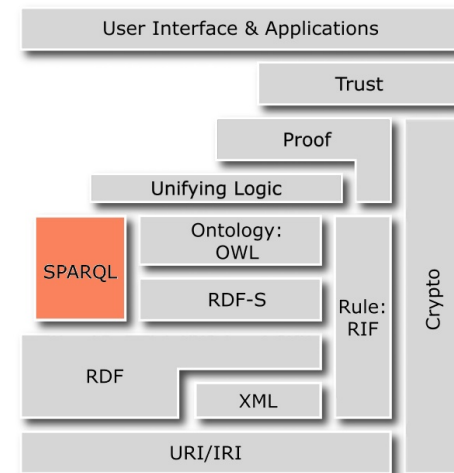 User Interface & Applications
Trust
Proof
Unifying Logic
SPARQL
Ontology:
OWL
RDF-S
Rule:
RIF
Crypto
RDF
XML
URI/IRI